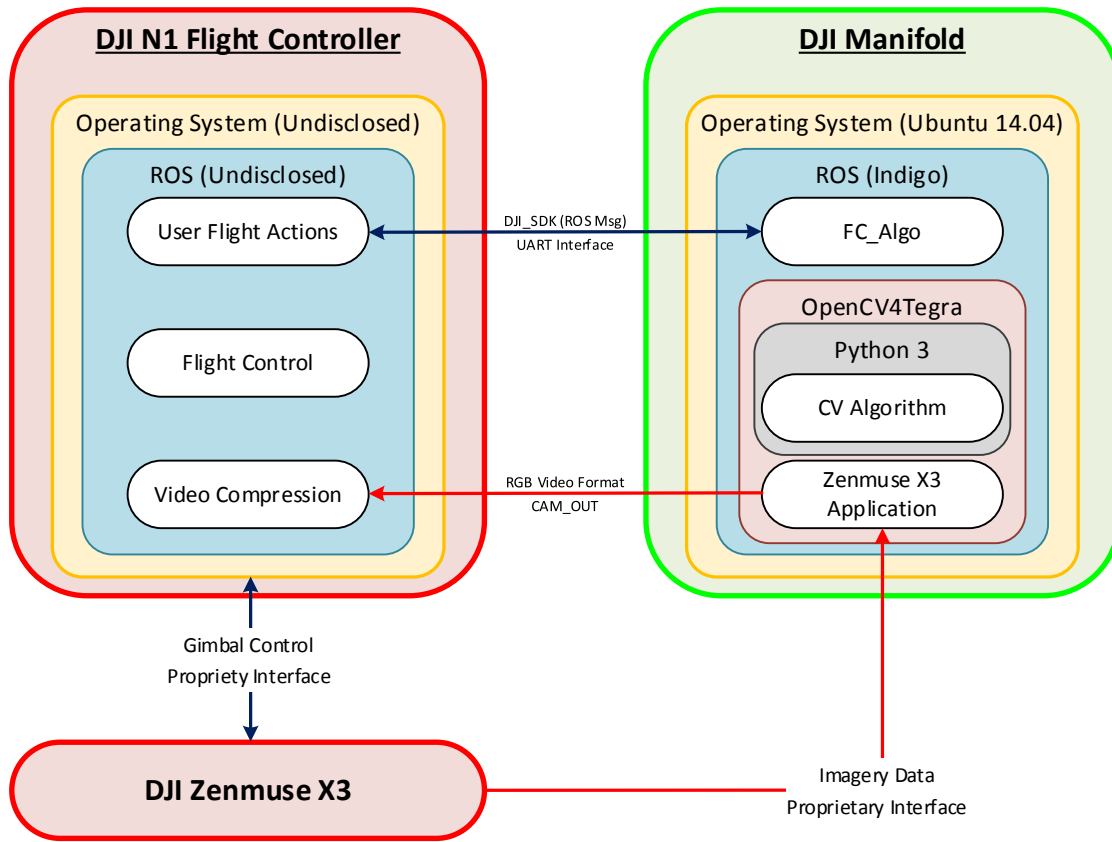 DJI N1 Flight Controller
Operating System (Undisclosed)
ROS (Undisclosed)
User Flight Actions
Flight Control
Video Compression
DJI_SDK (ROS Msg)
UART Interface
RGB Video Format
CAM_OUT
DJI Manifold
Operating System (Ubuntu 14.04)
ROS (Indigo)
FC_Algo
OpenCV4Tegra
Python 3
CV Algorithm
Zenmuse X3
Application
Gimbal Control
Propriety Interface
DJI Zenmuse X3
Imagery Data
Proprietary Interface